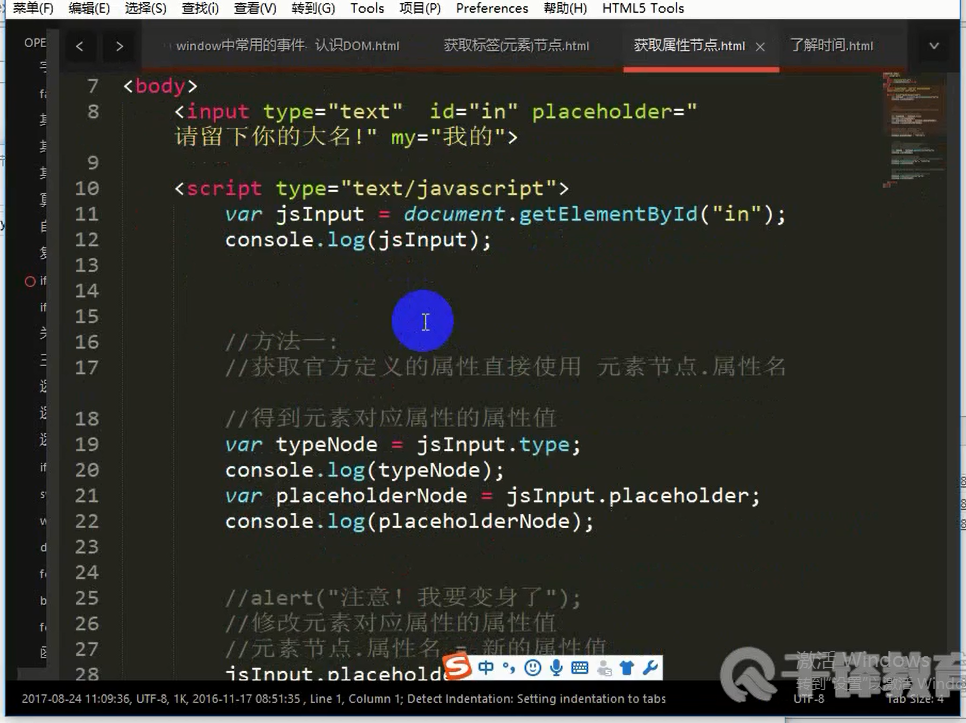 菜单(F) 编辑(E) 选择(S) 查找(i) 查看(V) 转到(G) Tools 项目(P) Preferences 帮助(H) HTML5 Tools
OPE
window中常用的事件 认识DOM.html 获取标签(元素)节点.html 获取属性节点.html 了解时间.html
7 <body>
8 <input type="text"  id="in" placeholder="
请留下你的大名!" my="我的">
9
10 <script type="text/javascript">
11 var jsInput = document.getElementById("in");
12 console.log(jsInput);
13
14
15
16 //方法一:
17 //获取官方定义的属性直接使用 元素节点.属性名
18 //得到元素对应属性的属性值
19 var typeNode = jsInput.type;
20 console.log(typeNode);
21 var placeholderNode = jsInput.placeholder;
22 console.log(placeholderNode);
23
24
25 //alert("注意! 我要变身了");
26 //修改元素对应属性的属性值
27 //元素节点.属性名 = 新的属性值
28 jsInput.placehold
中
激活 Windows
转到"设置"以激活 Windo
2017-08-24 11:09:36, UTF-8, 1K, 2016-11-17 08:51:35 , Line 1, Column 1; Detect Indentation: Setting indentation to tabs UTF-8 Tab Size: 4